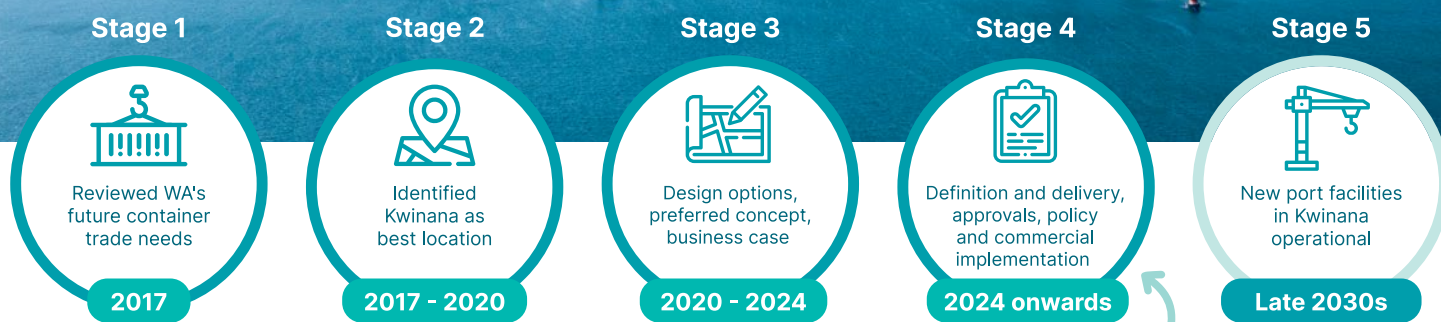 Stage 1
Reviewed WA's
future container
trade needs
2017
Stage 2
Identified
Kwinana as
best location
2017 - 2020
Stage 3
Design options,
preferred concept,
business case
2020 - 2024
Stage 4
Definition and delivery,
approvals, policy
and commercial
implementation
2024 onwards
Stage 5
New port facilities
in Kwinana
operational
Late 2030s